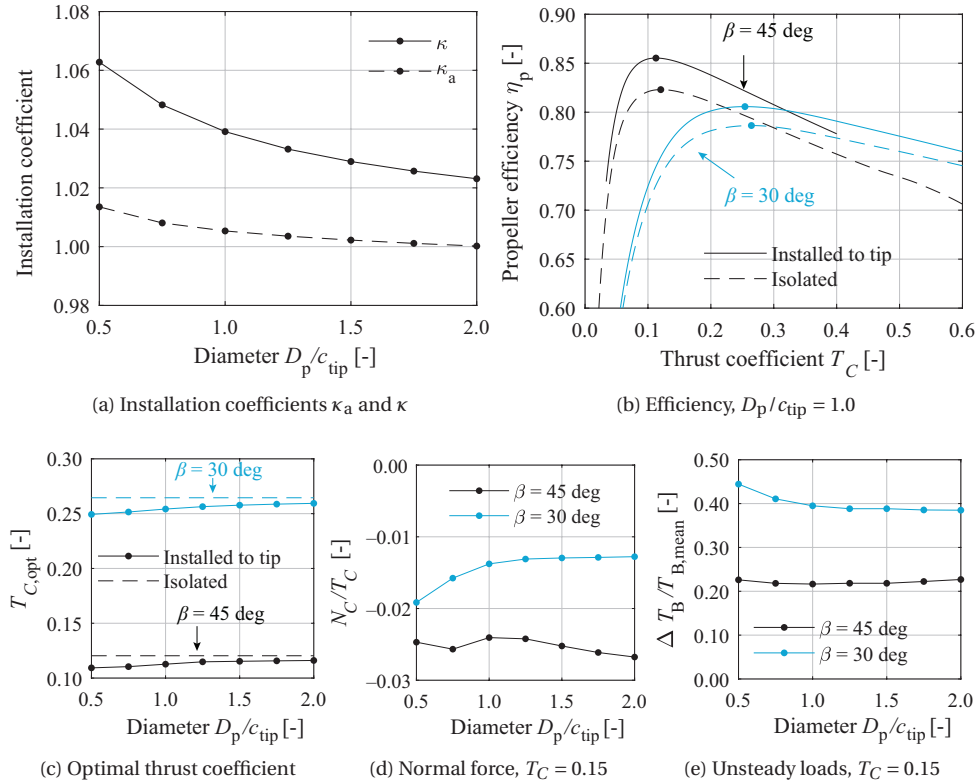 1.08
1.06
1.04
1.02
1.00
0.98
0.5
1.0
1.5
2.0
Installation coefficient
κ
κa
Diameter Dp/ctip [-]
(a) Installation coefficients κa and κ
0.90
0.85
0.80
0.75
0.70
0.65
0.60
0.0
0.1
0.2
0.3
0.4
0.5
0.6
Propeller efficiency ηp [-]
β = 45 deg
β = 30 deg
Installed to tip
Isolated
Thrust coefficient TC [-]
(b) Efficiency, Dp/ctip = 1.0
0.30
0.25
0.20
0.15
0.10
0.5
1.0
1.5
2.0
TC,opt [-]
β = 30 deg
Installed to tip
Isolated
β = 45 deg
Diameter Dp/ctip [-]
(c) Optimal thrust coefficient
0.00
−0.01
−0.02
−0.03
0.5
1.0
1.5
2.0
NC/TC [-]
β = 45 deg
β = 30 deg
Diameter Dp/ctip [-]
(d) Normal force, TC = 0.15
0.50
0.40
0.30
0.20
0.10
0.00
0.5
1.0
1.5
2.0
Δ TB/TB,mean [-]
β = 45 deg
β = 30 deg
Diameter Dp/ctip [-]
(e) Unsteady loads, TC = 0.15